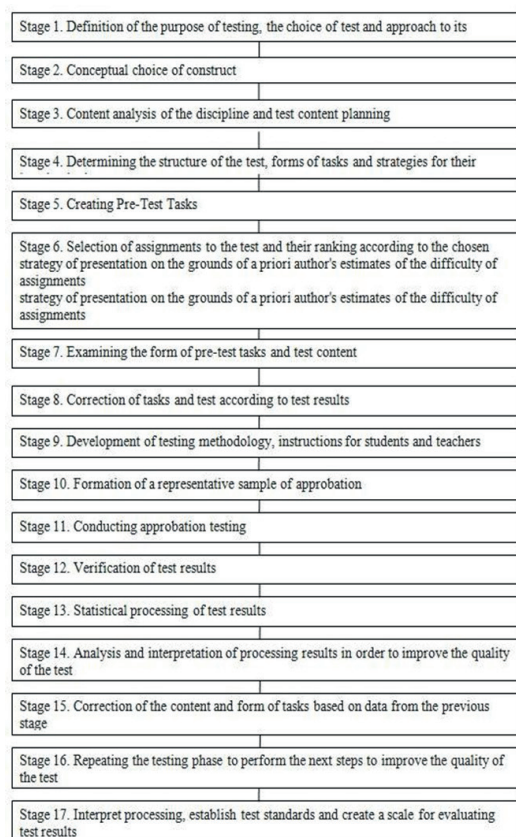 Stage 1. Definition of the purpose of testing, the choice of test and approach to its
Stage 2. Conceptual choice of construct
Stage 3. Content analysis of the discipline and test content planning
Stage 4. Determining the structure of the test, forms of tasks and strategies for their
Stage 5. Creating Pre-Test Tasks
Stage 6. Selection of assignments to the test and their ranking according to the chosen
strategy of presentation on the grounds of a priori author's estimates of the difficulty of
assignments
strategy of presentation on the grounds of a priori author's estimates of the difficulty of
assignments
Stage 7. Examining the form of pre-test tasks and test content
Stage 8. Correction of tasks and test according to test results
Stage 9. Development of testing methodology, instructions for students and teachers
Stage 10. Formation of a representative sample of approbation
Stage 11. Conducting approbation testing
Stage 12. Verification of test results
Stage 13. Statistical processing of test results
Stage 14. Analysis and interpretation of processing results in order to improve the quality
of the test
Stage 15. Correction of the content and form of tasks based on data from the previous
stage
Stage 16. Repeating the testing phase to perform the next steps to improve the quality of
the test
Stage 17. Interpret processing, establish test standards and create a scale for evaluating
test results